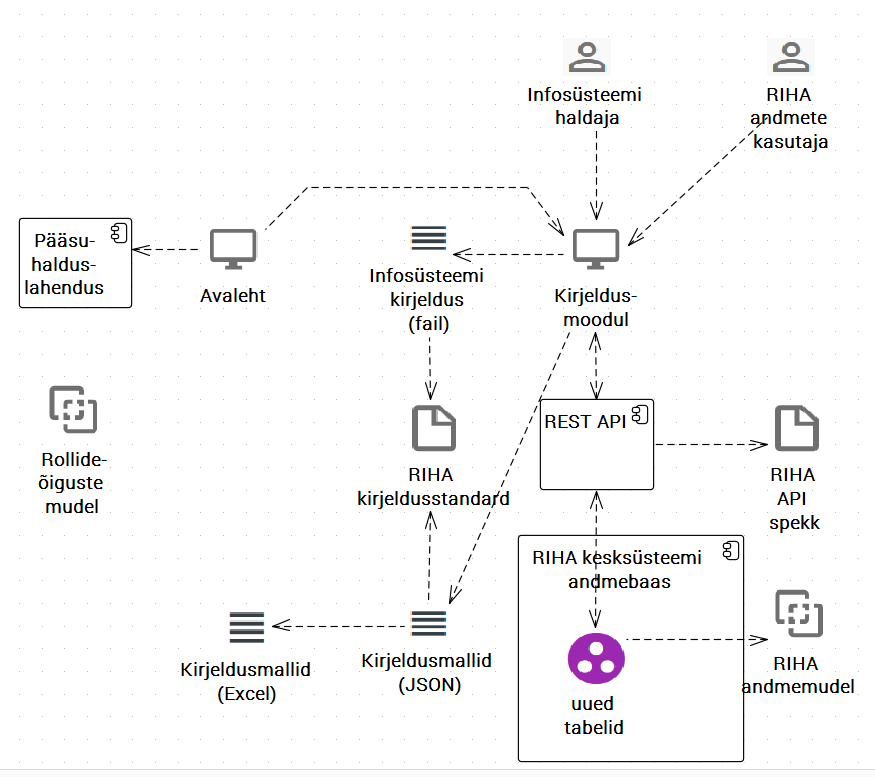 Infosüsteemi
haldaja
RIHA
andmete
kasutaja
Pääsu-
haldus-
lahendus
Avaleht
Infosüsteemi
kirjeldus
(fail)
Kirjeldus-
moodul
Rollide-
õiguste
mudel
RIHA
kirjeldusstandard
REST API
RIHA
API
spekk
RIHA kesksüsteemi
andmebaas
Kirjeldusmallid
(Excel)
Kirjeldusmallid
(JSON)
uued
tabelid
RIHA
andmemudel